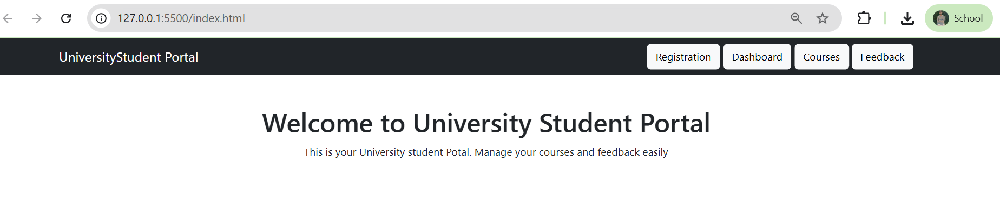 127.0.0.1:5500/index.html
School
UniversityStudent Portal
Registration
Dashboard
Courses
Feedback
Welcome to University Student Portal
This is your University student Potal. Manage your courses and feedback easily